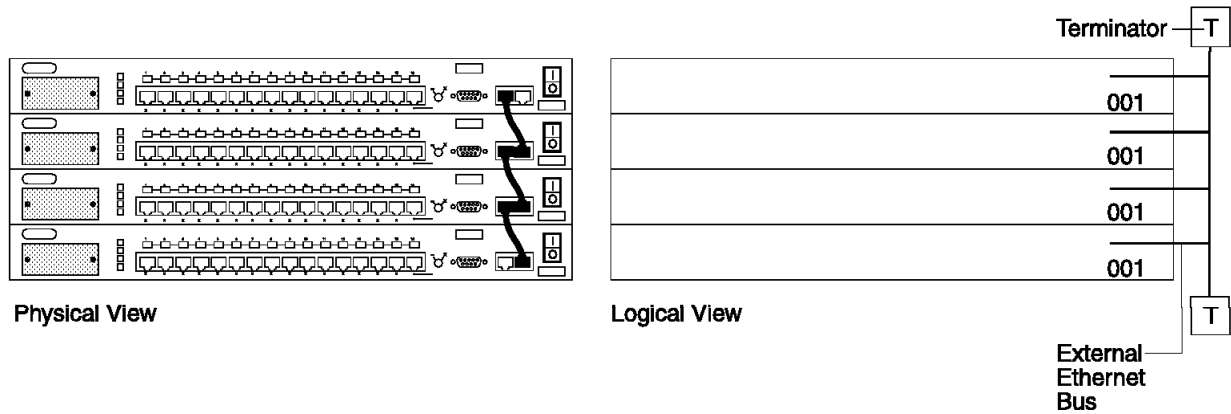 Terminator
T
001
001
001
001
Physical View
Logical View
T
External
Ethernet
Bus